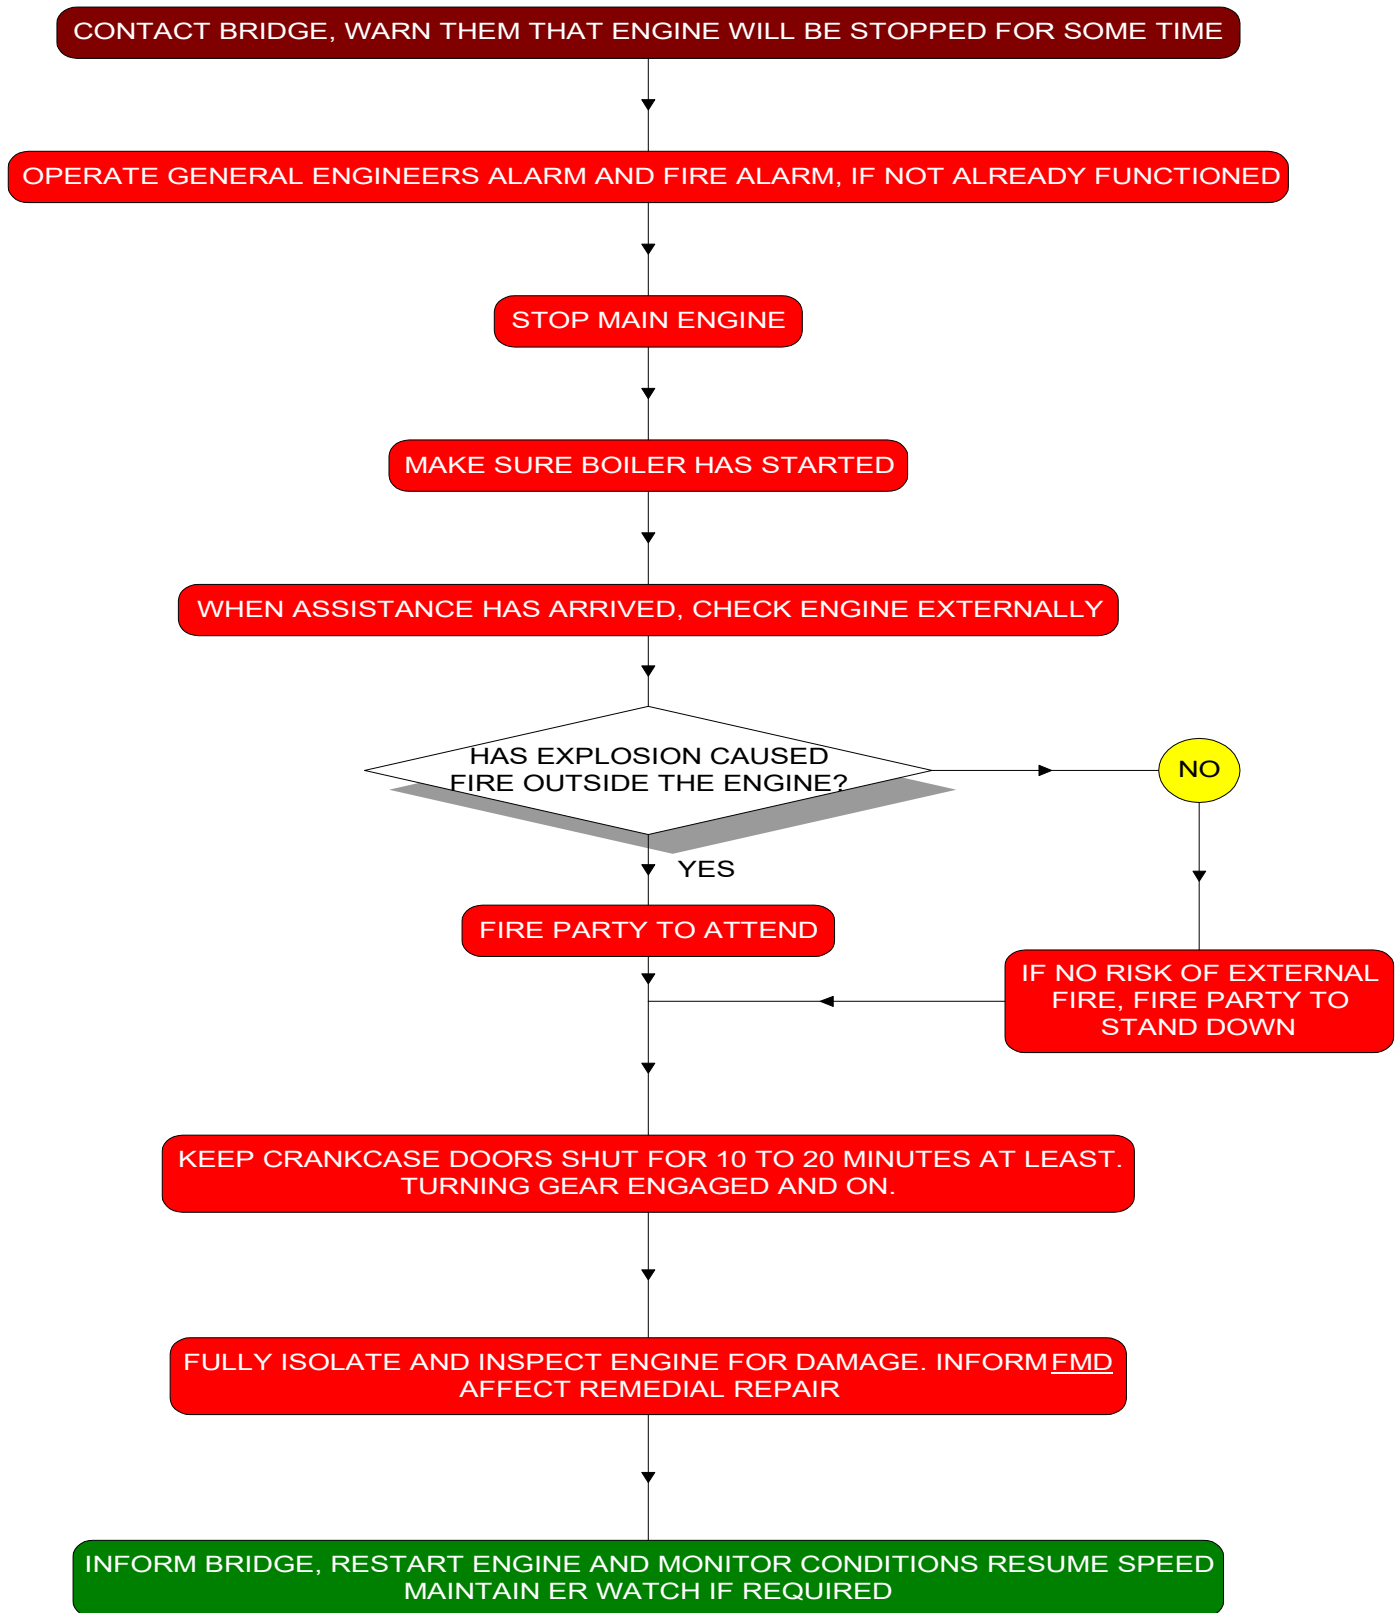 CONTACT BRIDGE, WARN THEM THAT ENGINE WILL BE STOPPED FOR SOME TIME
OPERATE GENERAL ENGINEERS ALARM AND FIRE ALARM, IF NOT ALREADY FUNCTIONED
STOP MAIN ENGINE
MAKE SURE BOILER HAS STARTED
WHEN ASSISTANCE HAS ARRIVED, CHECK ENGINE EXTERNALLY
HAS EXPLOSION CAUSED
FIRE OUTSIDE THE ENGINE?
NO
YES
FIRE PARTY TO ATTEND
IF NO RISK OF EXTERNAL
FIRE, FIRE PARTY TO
STAND DOWN
KEEP CRANKCASE DOORS SHUT FOR 10 TO 20 MINUTES AT LEAST.
TURNING GEAR ENGAGED AND ON.
FULLY ISOLATE AND INSPECT ENGINE FOR DAMAGE. INFORM FMD
AFFECT REMEDIAL REPAIR
INFORM BRIDGE, RESTART ENGINE AND MONITOR CONDITIONS RESUME SPEED
MAINTAIN ER WATCH IF REQUIRED